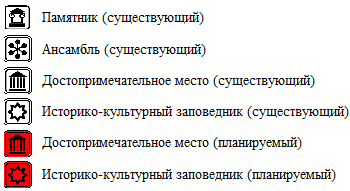 Памятник (существующий)
Ансамбль (существующий)
Достопримечательное место (существующий)
Историко-культурный заповедник (существующий)
Достопримечательное место (планируемый)
Историко-культурный заповедник (планируемый)